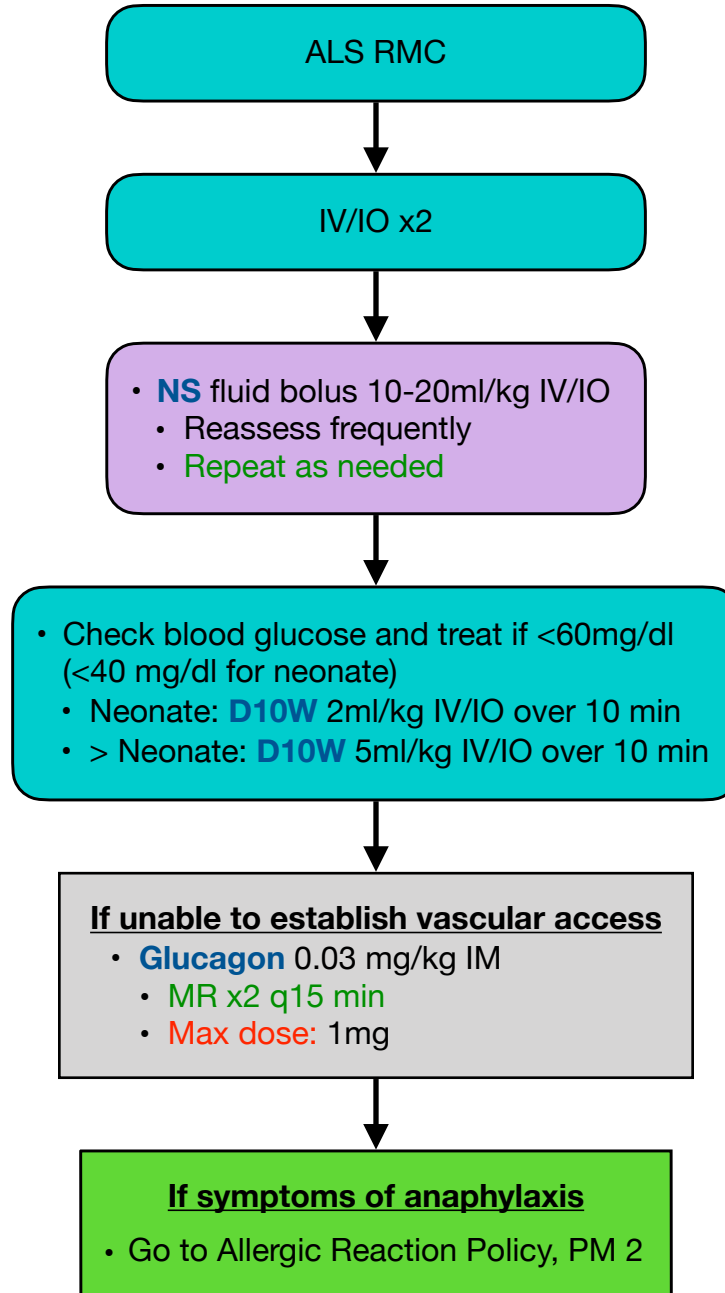 ALS RMC
IV/IO x2
• NS fluid bolus 10-20ml/kg IV/IO
• Reassess frequently
• Repeat as needed
• Check blood glucose and treat if <60mg/dl
(<40 mg/dl for neonate)
• Neonate: D10W 2ml/kg IV/IO over 10 min
• > Neonate: D10W 5ml/kg IV/IO over 10 min
If unable to establish vascular access
• Glucagon 0.03 mg/kg IM
• MR x2 q15 min
• Max dose: 1mg
If symptoms of anaphylaxis
• Go to Allergic Reaction Policy, PM 2